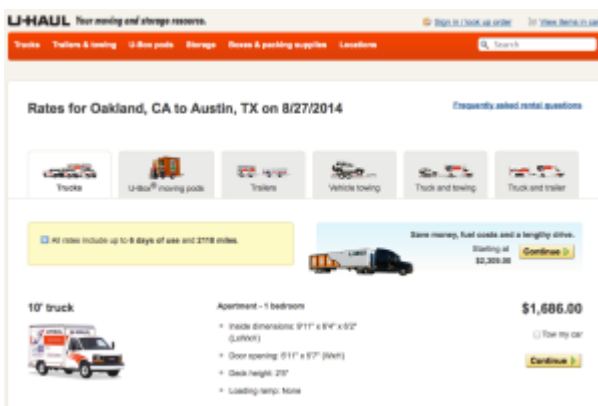 U-HAUL Your moving and storage resource.
Sign in / look up order View items in car
Trucks Trailers & towing U-Box pods Storage Boxes & packing supplies Locations Search
Rates for Oakland, CA to Austin, TX on 8/27/2014
Frequently asked rental questions
Trucks U-Box® moving pods Trailers Vehicle towing Truck and towing Truck and trailer
All rates include up to 9 days of use and 2118 miles.
Save money, fuel costs and a lengthy drive.
Starting at
$2,309.00
Continue
10' truck
Apartment - 1 bedroom
$1,686.00
Inside dimensions: 9'11" x 6'4" x 6'2"
(LxWxH)
Tow my car
Door opening: 5'11" x 5'7" (WxH)
Continue
Deck height: 2'5"
Loading ramp: None